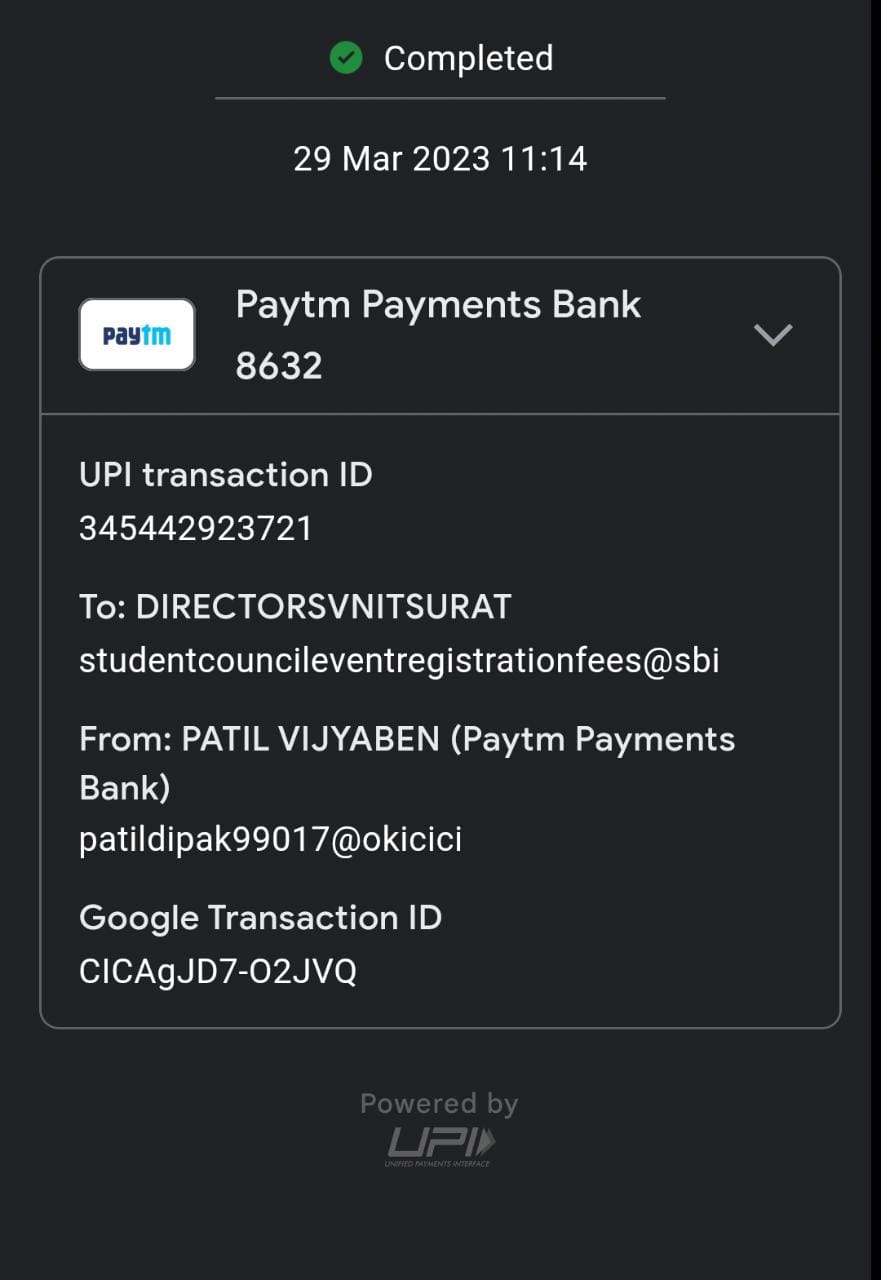 Completed
29 Mar 2023 11:14
paytm
Paytm Payments Bank
8632
UPI transaction ID
345442923721
To: DIRECTORSVNITSURAT
studentcouncileventregistrationfees@sbi
From: PATIL VIJYABEN (Paytm Payments
Bank)
patildipak99017@okicici
Google Transaction ID
CICAgJD7-O2JVQ
Powered by
UPI
UNIFIED PAYMENTS INTERFACE